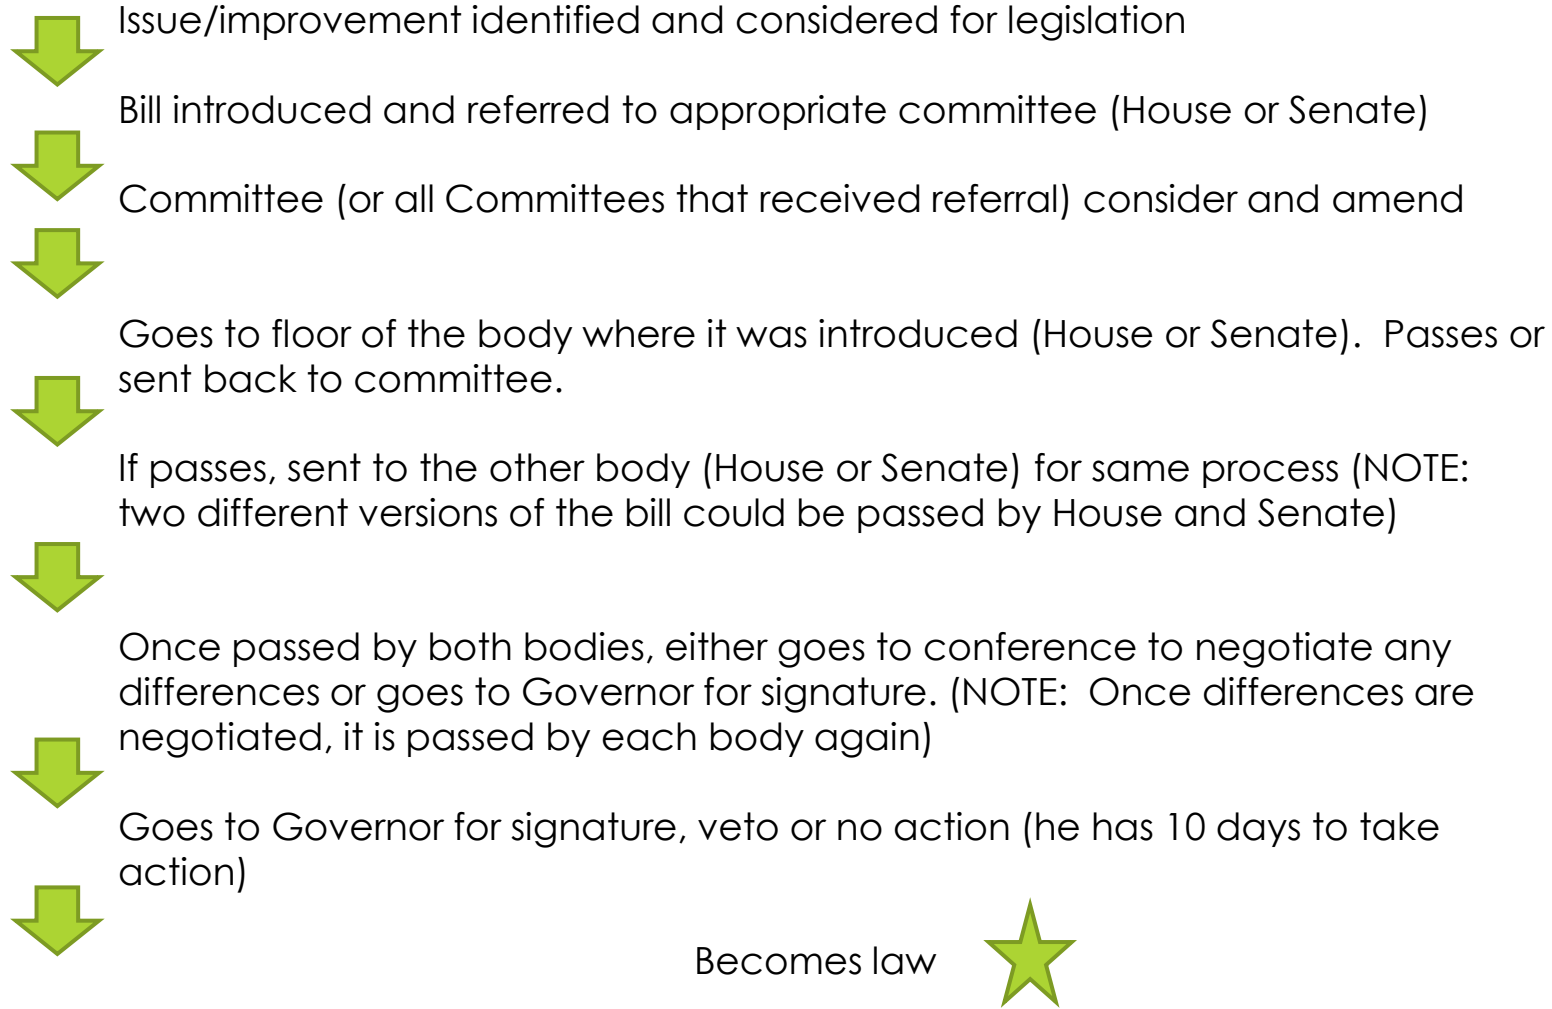 Issue/improvement identified and considered for legislation
Bill introduced and referred to appropriate committee (House or Senate)
Committee (or all Committees that received referral) consider and amend
Goes to floor of the body where it was introduced (House or Senate).  Passes or
sent back to committee.
If passes, sent to the other body (House or Senate) for same process (NOTE:
two different versions of the bill could be passed by House and Senate)
Once passed by both bodies, either goes to conference to negotiate any
differences or goes to Governor for signature. (NOTE:  Once differences are
negotiated, it is passed by each body again)
Goes to Governor for signature, veto or no action (he has 10 days to take
action)
Becomes law